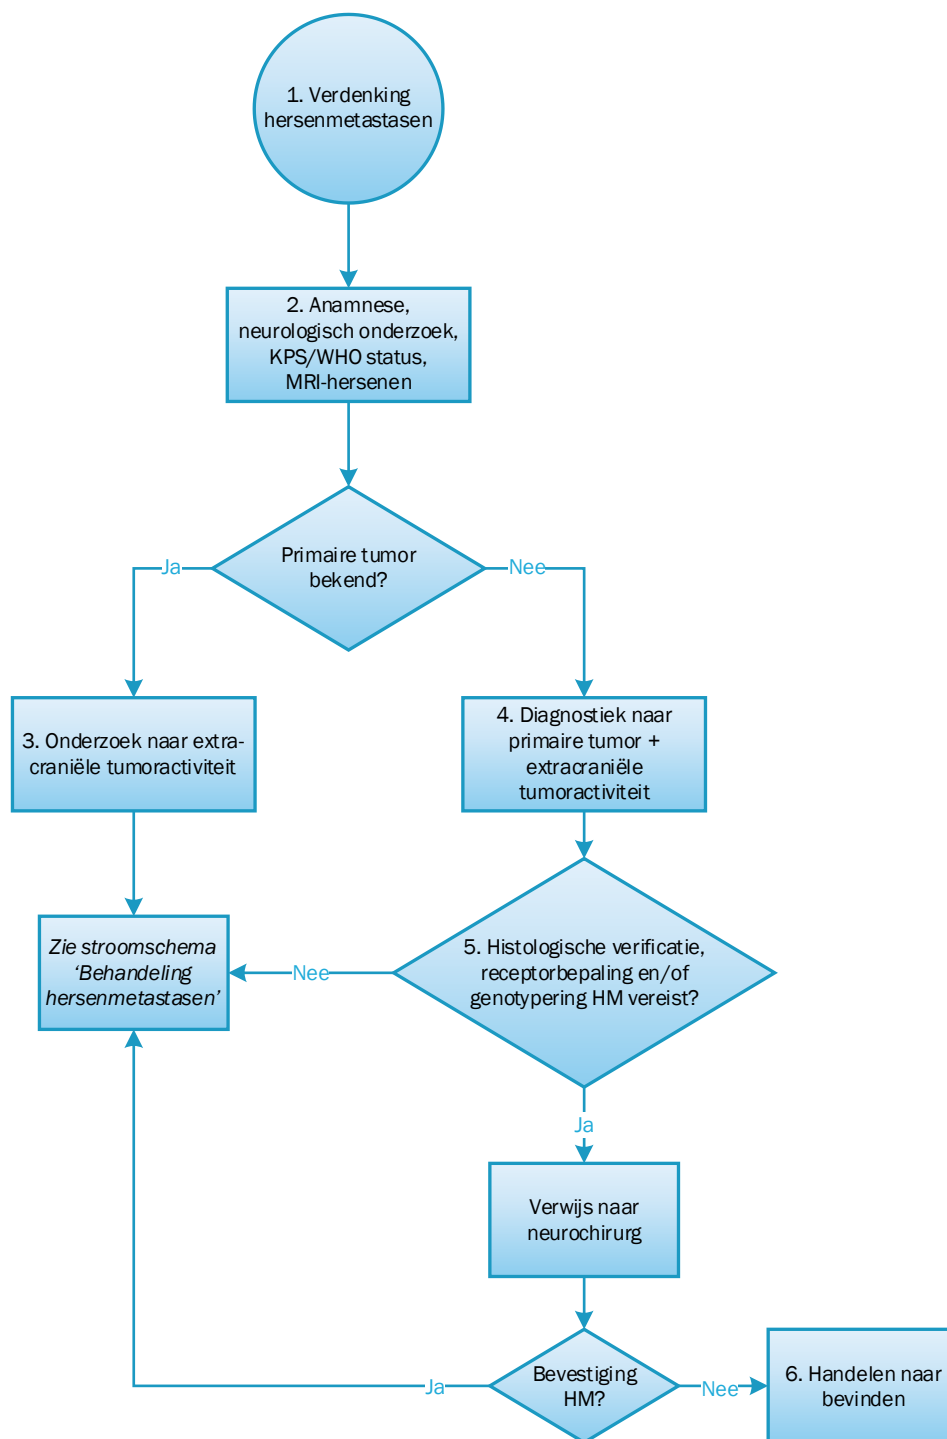 1. Verdenking
hersenmetastasen
2. Anamnese,
neurologisch onderzoek,
KPS/WHO status,
MRI-hersenen
Primaire tumor
bekend?
Ja
Nee
3. Onderzoek naar extra-
craniële tumoractiviteit
4. Diagnostiek naar
primaire tumor +
extracraniële
tumoractiviteit
Zie stroomschema
‘Behandeling
hersenmetastasen’
Nee
5. Histologische verificatie,
receptorbepaling en/of
genotypering HM vereist?
Ja
Verwijs naar
neurochirurg
Bevestiging
HM?
Ja
Nee
6. Handelen naar
bevinden